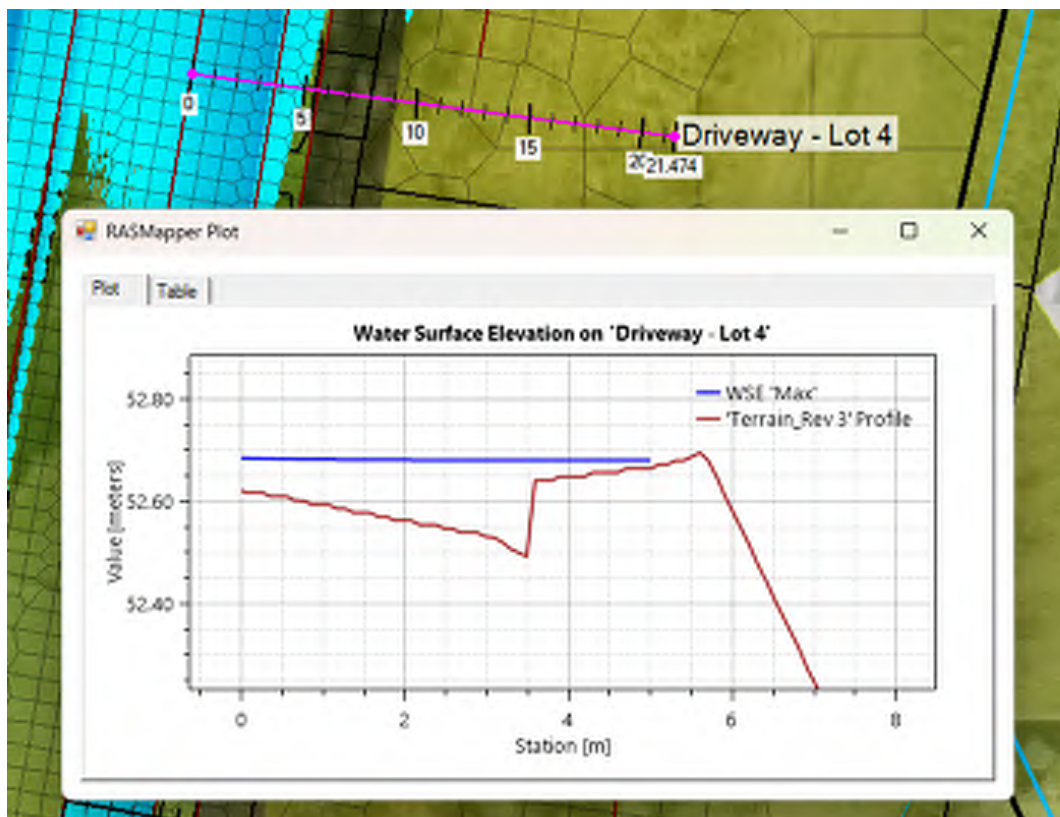 0
5
10
15
20
21.474
Driveway - Lot 4
RASMapper Plot
Plot
Table
Water Surface Elevation on 'Driveway - Lot 4'
WSE "Max"
'Terrain_Rev 3' Profile
Value [meters]
52.80
52.60
52.40
0
2
4
6
8
Station [m]